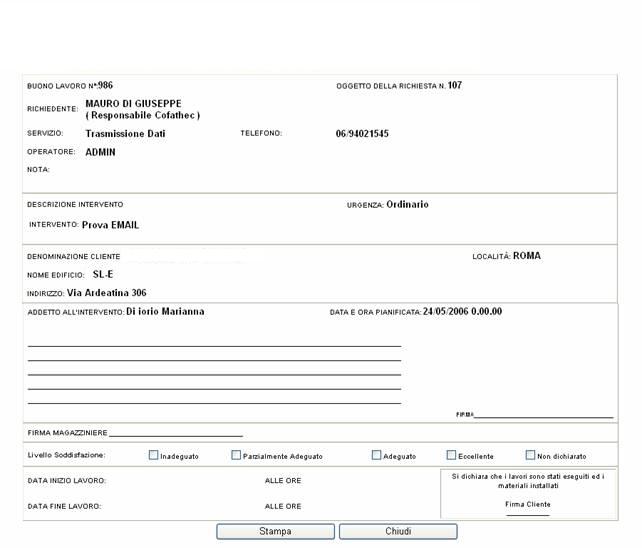 BUONO LAVORO Nº:986 OGGETTO DELLA RICHIESTA N. 107
RICHIEDENTE: MAURO DI GIUSEPPE
( Responsabile Cofathec )
SERVIZIO: Trasmissione Dati TELEFONO: 06/94021545
OPERATORE: ADMIN
NOTA:
DESCRIZIONE INTERVENTO URGENZA: Ordinario
INTERVENTO: Prova EMAIL
DENOMINAZIONE CLIENTE LOCALITÀ: ROMA
NOME EDIFICIO: SL-E
INDIRIZZO: Via Ardeatina 306
ADDETTO ALL'INTERVENTO: Di iorio Marianna DATA E ORA PIANIFICATA: 24/05/2006 0.00.00
FIRMA
FIRMA MAGAZZINIERE
Livello Soddisfazione: Inadeguato Parzialmente Adeguato Adeguato Eccellente Non dichiarato
DATA INIZIO LAVORO: ALLE ORE
DATA FINE LAVORO: ALLE ORE
Si dichiara che i lavori sono stati eseguiti ed i
materiali installati
Firma Cliente
Stampa Chiudi